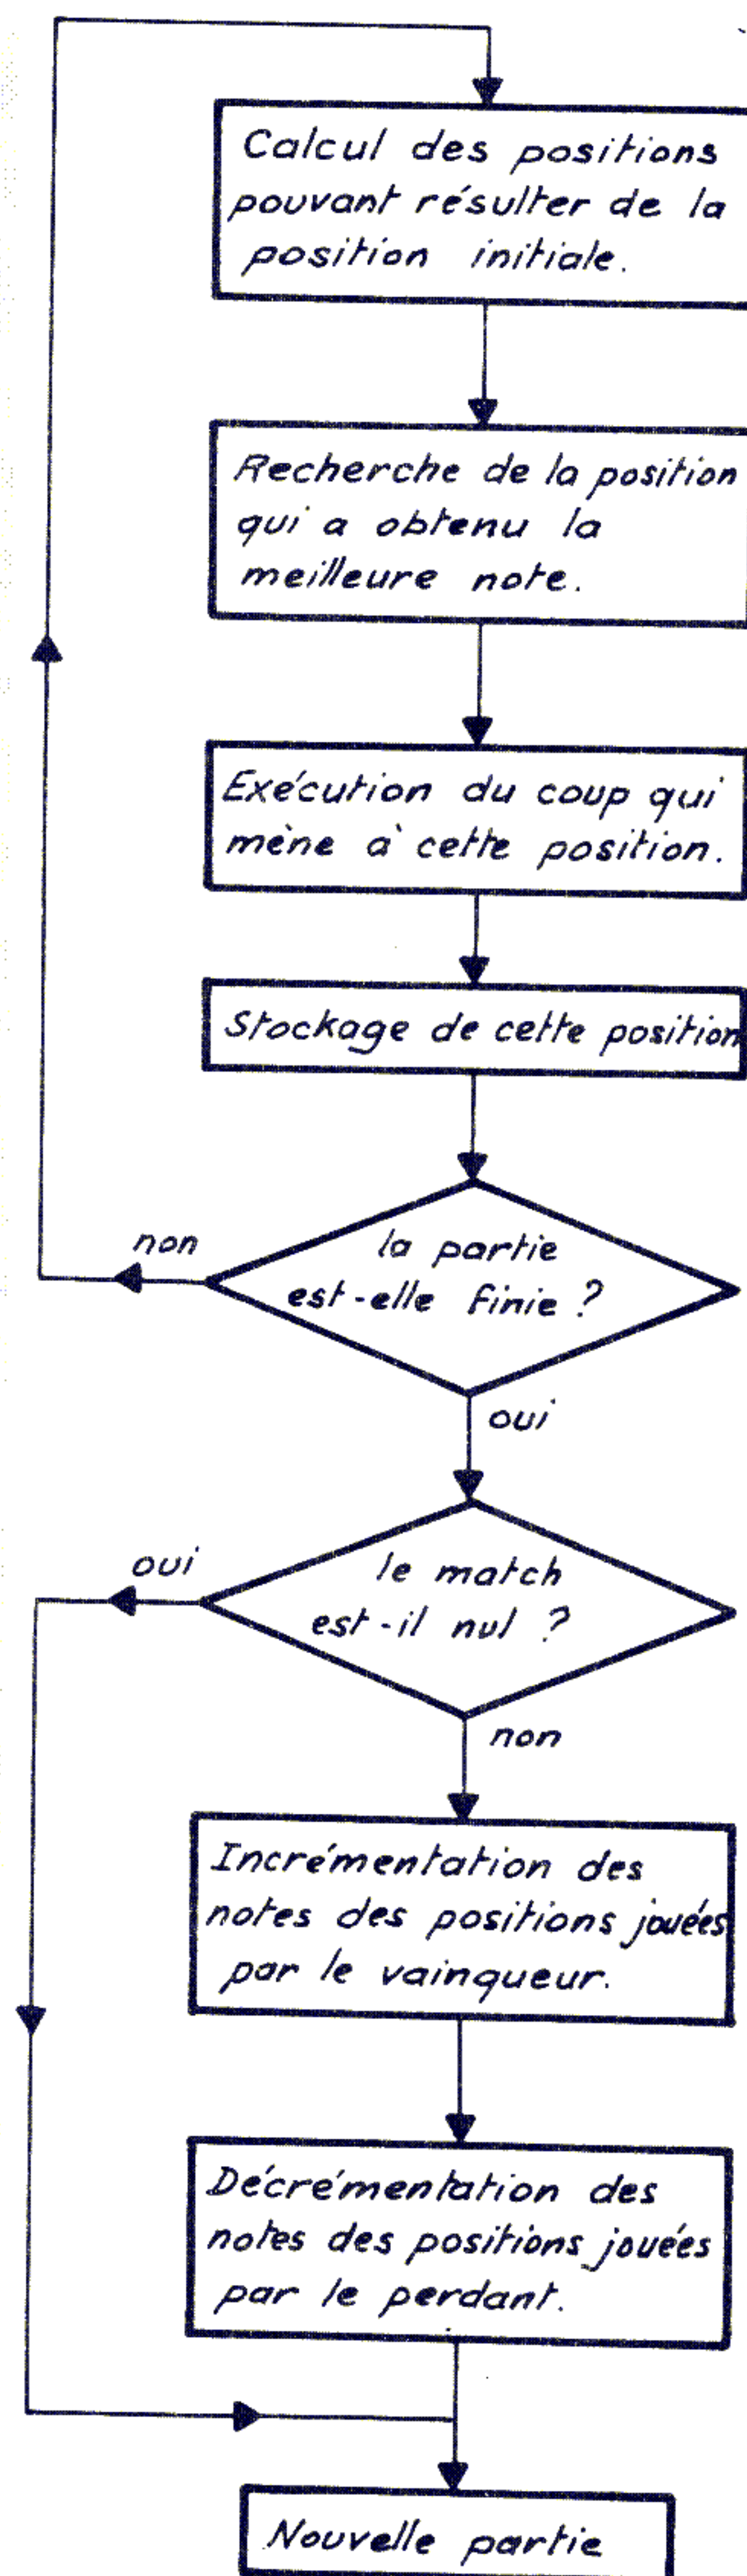 Calcul des positions
pouvant résulter de la
position initiale.
Recherche de la position
qui a obtenu la
meilleure note.
Exécution du coup qui
mène à cette position.
Stockage de cette position
la partie
est-elle finie ?
non
oui
le match
est-il nul ?
oui
non
Incrémentation des
notes des positions jouées
par le vainqueur.
Décrémentation des
notes des positions jouées
par le perdant.
Nouvelle partie